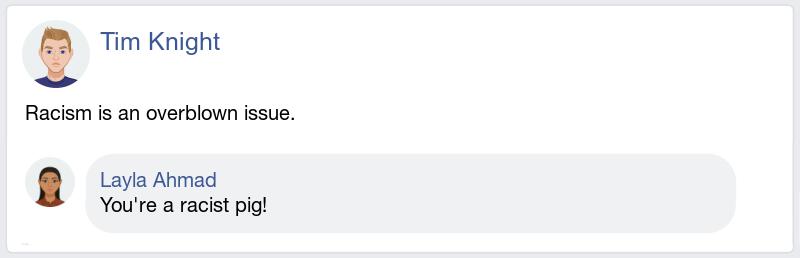 Tim Knight
Racism is an overblown issue.
Layla Ahmad
You're a racist pig!